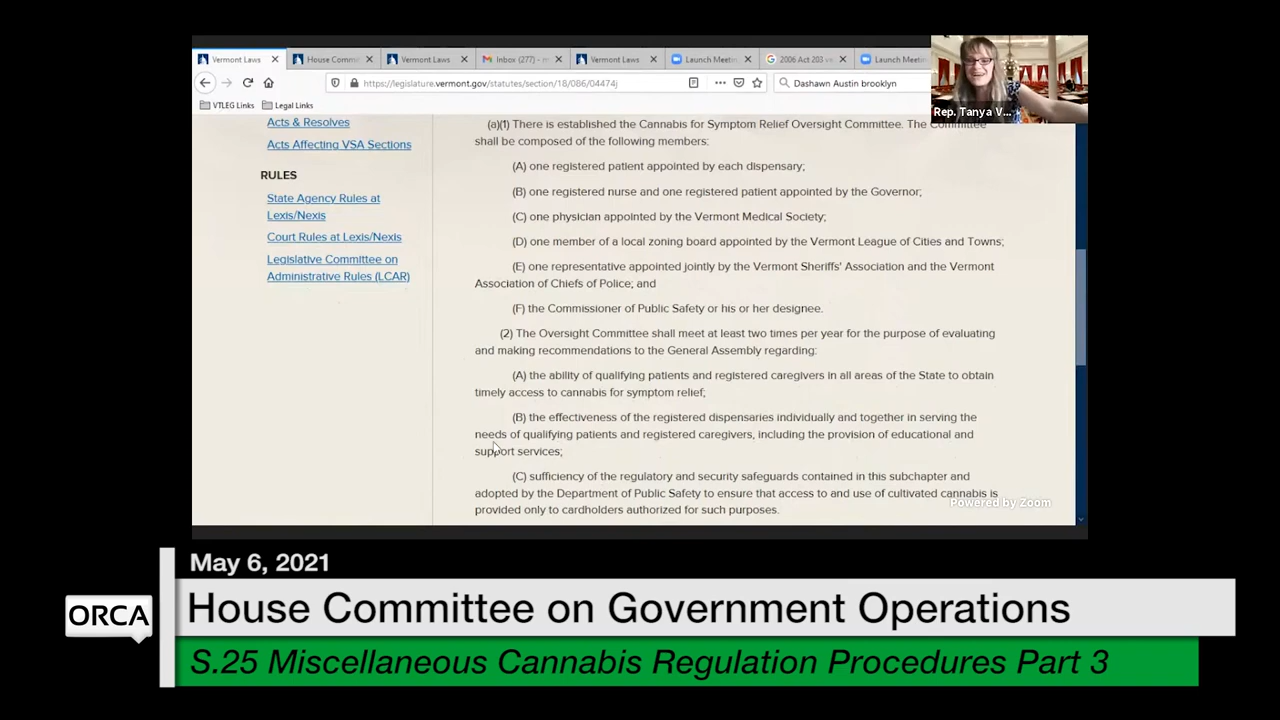 Vermont Laws
House Comm
Vermont Laws
Inbox (277)
Vermont Laws
Launch Meetin
2006 Act 203 v
Launch Meetin
https://legislature.vermont.gov/statutes/section/18/086/04474j
Dashawn Austin brooklyn
VTLEG Links
Legal Links
Rep. Tanya V...
Acts & Resolves
Acts Affecting VSA Sections
RULES
State Agency Rules at
Lexis/Nexis
Court Rules at Lexis/Nexis
Legislative Committee on
Administrative Rules (LCAR)
(a)(1) There is established the Cannabis for Symptom Relief Oversight Committee. The Committee
shall be composed of the following members:
(A) one registered patient appointed by each dispensary;
(B) one registered nurse and one registered patient appointed by the Governor;
(C) one physician appointed by the Vermont Medical Society;
(D) one member of a local zoning board appointed by the Vermont League of Cities and Towns;
(E) one representative appointed jointly by the Vermont Sheriffs' Association and the Vermont
Association of Chiefs of Police; and
(F) the Commissioner of Public Safety or his or her designee.
(2) The Oversight Committee shall meet at least two times per year for the purpose of evaluating
and making recommendations to the General Assembly regarding:
(A) the ability of qualifying patients and registered caregivers in all areas of the State to obtain
timely access to cannabis for symptom relief;
(B) the effectiveness of the registered dispensaries individually and together in serving the
needs of qualifying patients and registered caregivers, including the provision of educational and
support services;
(C) sufficiency of the regulatory and security safeguards contained in this subchapter and
adopted by the Department of Public Safety to ensure that access to and use of cultivated cannabis is
provided only to cardholders authorized for such purposes.
Powered by Zoom
May 6, 2021
ORCA
House Committee on Government Operations
S.25 Miscellaneous Cannabis Regulation Procedures Part 3